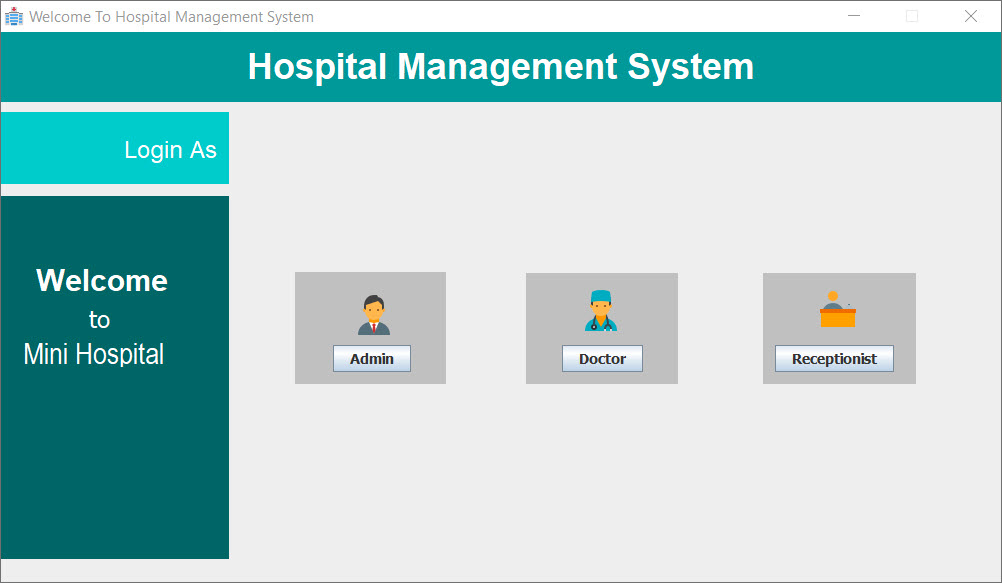 Welcome To Hospital Management System
Hospital Management System
Login As
Welcome
to
Mini Hospital
Admin
Doctor
Receptionist